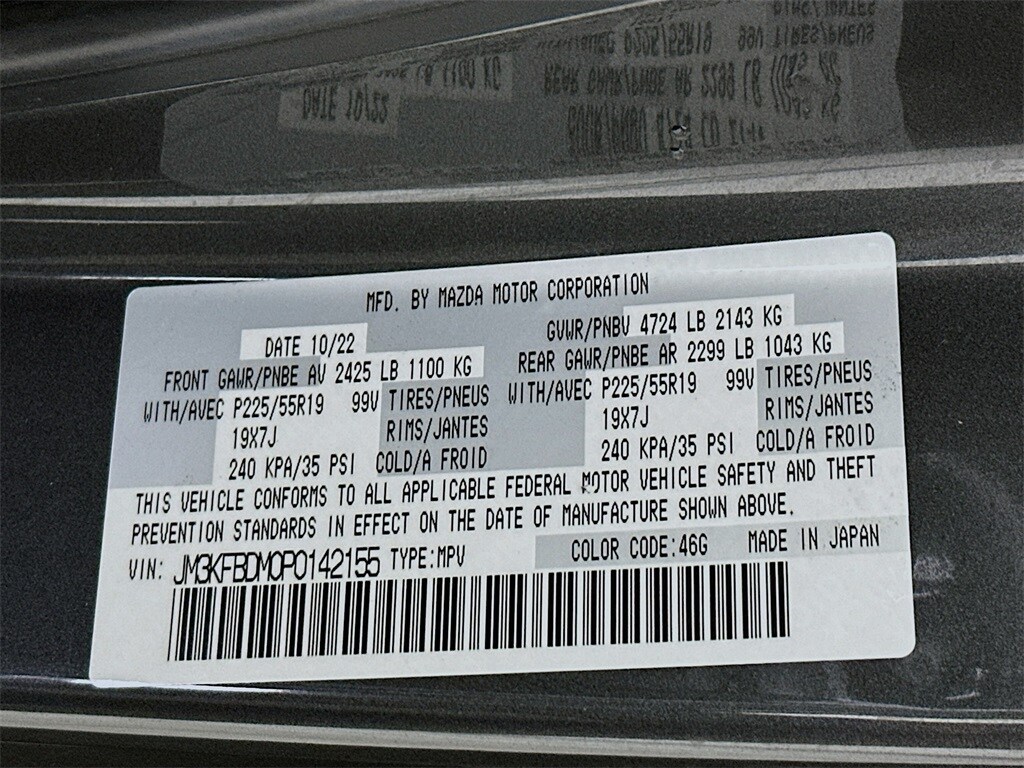 MFD. BY MAZDA MOTOR CORPORATION
DATE 10/22
GVWR/PNBV 4724 LB 2143 KG
FRONT GAWR/PNBE AV 2425 LB 1100 KG
REAR GAWR/PNBE AR 2299 LB 1043 KG
WITH/AVEC P225/55R19 99V TIRES/PNEUS
WITH/AVEC P225/55R19 99V TIRES/PNEUS
19X7J RIMS/JANTES
19X7J RIMS/JANTES
240 KPA/35 PSI COLD/A FROID
240 KPA/35 PSI COLD/A FROID
THIS VEHICLE CONFORMS TO ALL APPLICABLE FEDERAL MOTOR VEHICLE SAFETY AND THEFT
PREVENTION STANDARDS IN EFFECT ON THE DATE OF MANUFACTURE SHOWN ABOVE.
VIN: JM3KFBDM0P0142155 TYPE:MPV COLOR CODE:46G MADE IN JAPAN